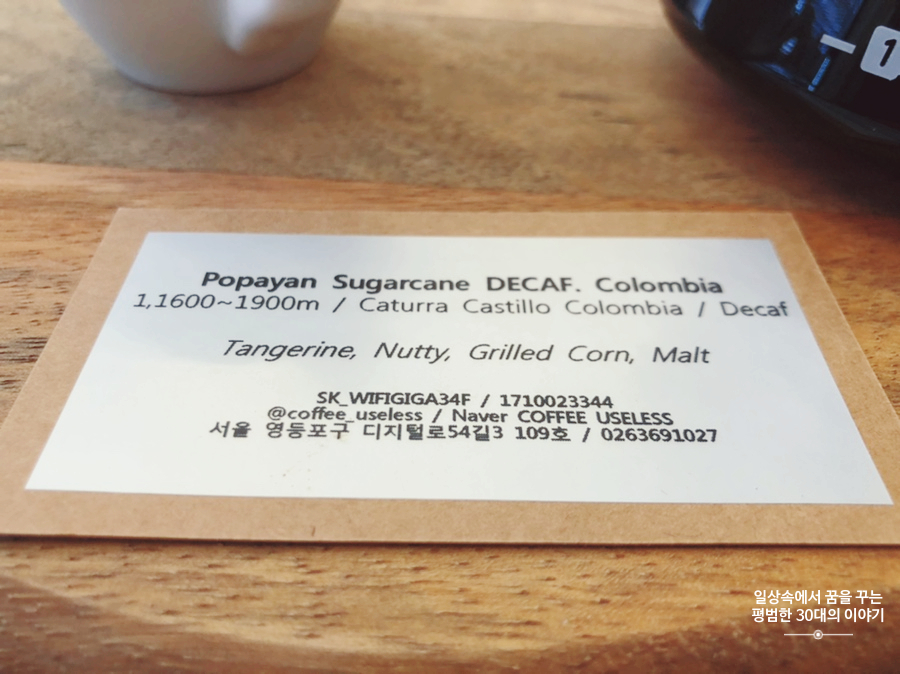 1
Popayan Sugarcane DECAF. Colombia
1,1600~1900m / Caturra Castillo Colombia / Decaf
Tangerine, Nutty, Grilled Corn, Malt
SK_WIFIGIGA34F / 1710023344
@coffee_useless / Naver COFFEE USELESS
서울 영등포구 디지털로54길3 109호 / 0263691027
일상속에서 꿈을 꾸는
평범한 30대의 이야기